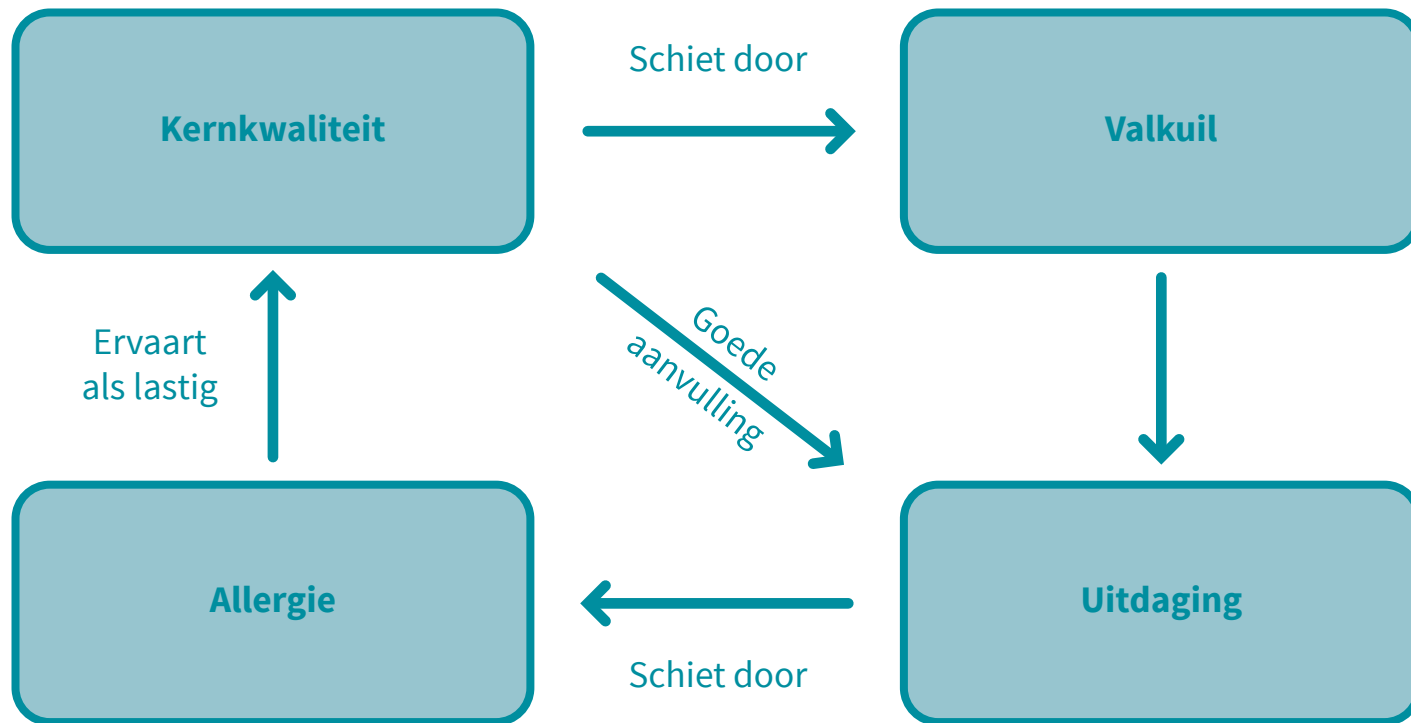 Schiet door
Kernkwaliteit
Valkuil
Ervaart
als lastig
Goede
aanvulling
Allergie
Uitdaging
Schiet door